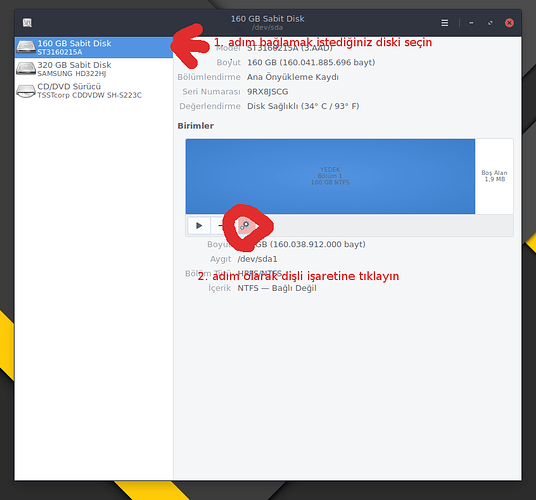 160 GB Sabit Disk
/dev/sda
160 GB Sabit Disk
ST3160215A
320 GB Sabit Disk
SAMSUNG HD322HJ
CD/DVD Sürücü
TSSTcorp CDDVDW SH-S223C
1. adım bağlamak istediğiniz diski seçin
Model ST3160215A (3.AAD)
Boyut 160 GB (160.041.885.696 bayt)
Bölümlendirme Ana Önyükleme Kaydı
Seri Numarası 9RX8JSCG
Değerlendirme Disk Sağlıklı (34° C / 93° F)
Birimler
YEDEK
Bölüm 1
160 GB NTFS
Boş Alan
1,9 MB
Boyut GB (160.038.912.000 bayt)
Aygıt /dev/sda1
Bölüm HPFS/NTFS
2. adım olarak dişli işaretine tıklayın
İçerik NTFS — Bağlı Değil